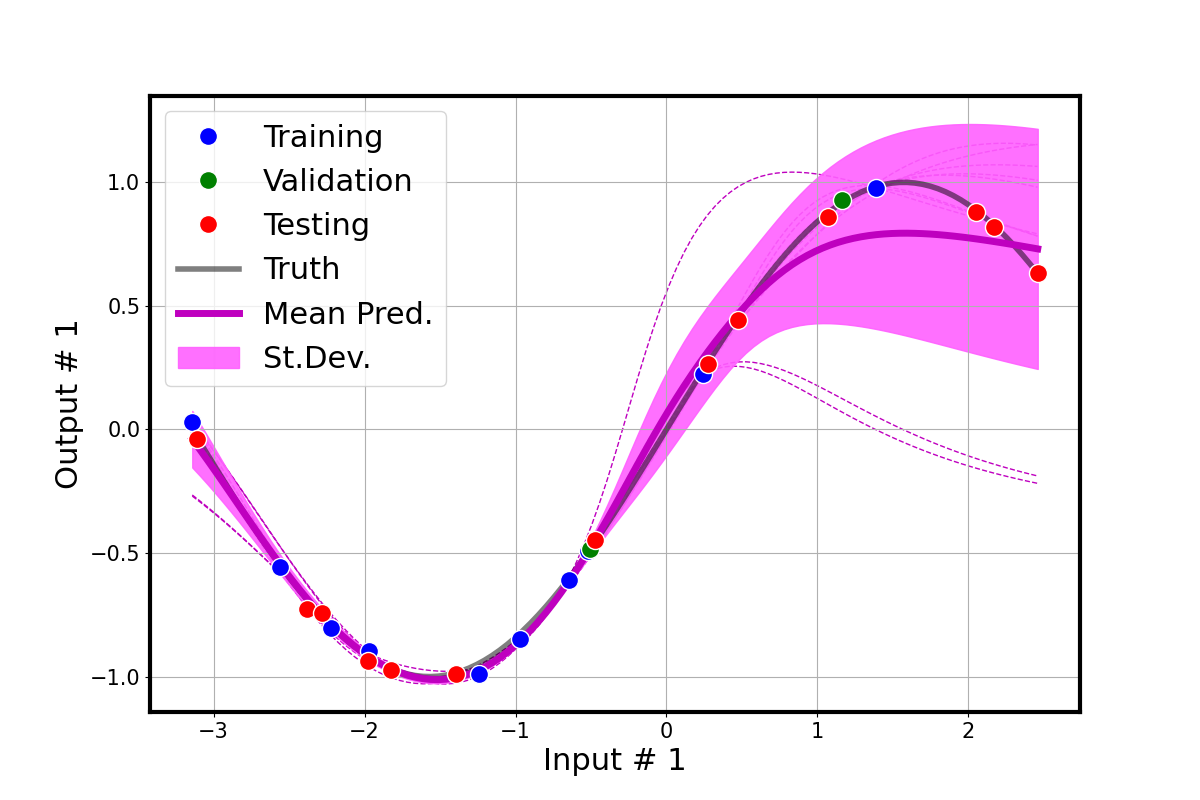 Training
Validation
Testing
Truth
Mean Pred.
St.Dev.
1.0
0.5
0.0
−0.5
−1.0
Output # 1
−3
−2
−1
0
1
2
Input # 1